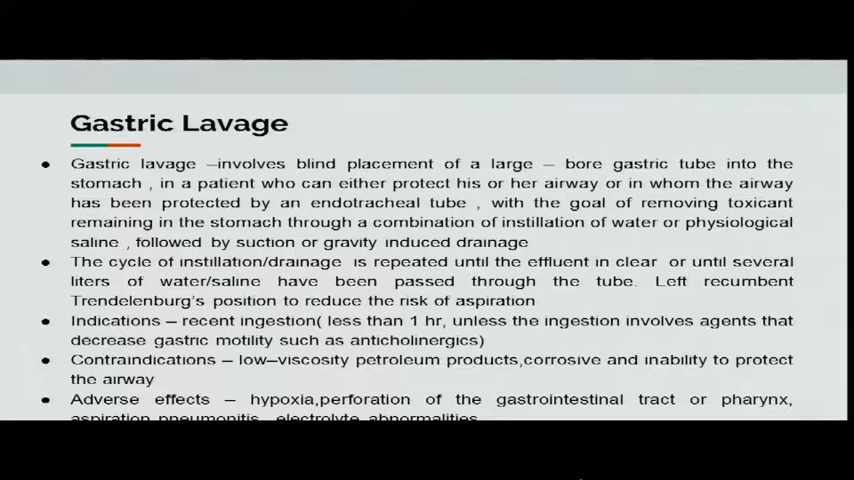 Gastric Lavage
● Gastric lavage –involves blind placement of a large – bore gastric tube into the
stomach , in a patient who can either protect his or her airway or in whom the airway
has been protected by an endotracheal tube , with the goal of removing toxicant
remaining in the stomach through a combination of instillation of water or physiological
saline , followed by suction or gravity induced drainage
● The cycle of instillation/drainage is repeated until the effluent in clear or until several
liters of water/saline have been passed through the tube. Left recumbent
Trendelenburg's position to reduce the risk of aspiration
● Indications – recent ingestion( less than 1 hr, unless the ingestion involves agents that
decrease gastric motility such as anticholinergics)
● Contraindications – low–viscosity petroleum products,corrosive and inability to protect
the airway
● Adverse effects – hypoxia,perforation of the gastrointestinal tract or pharynx,
aspiration pneumonitis electrolyte abnormalities